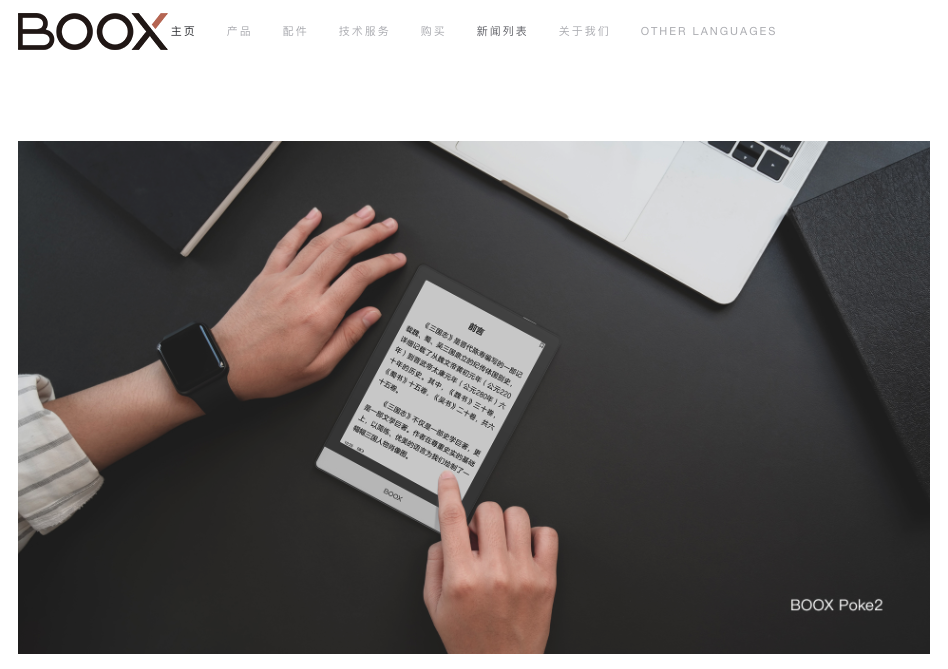 BOOX
主页 产品 配件 技术服务 购买 新闻列表 关于我们 OTHER LANGUAGES
shift
前言
《三国志》是晋代陈寿编写的一部记
载魏、蜀、吴三国鼎立的纪传体国别史，
详细记载了从魏文帝黄初元年（公元220
年）到晋武帝太康元年（公元280年）六
十年的历史。其中，《魏书》三十卷，
《蜀书》十五卷，《吴书》二十卷，共六
十五卷。
《三国志》不仅是一部史学巨著，更
是一部文学巨著。作者在尊重史实的基础
上，以简练、优美的语言为我们绘制了一
幅幅三国人物肖像图。
BOOX
BOOX Poke2